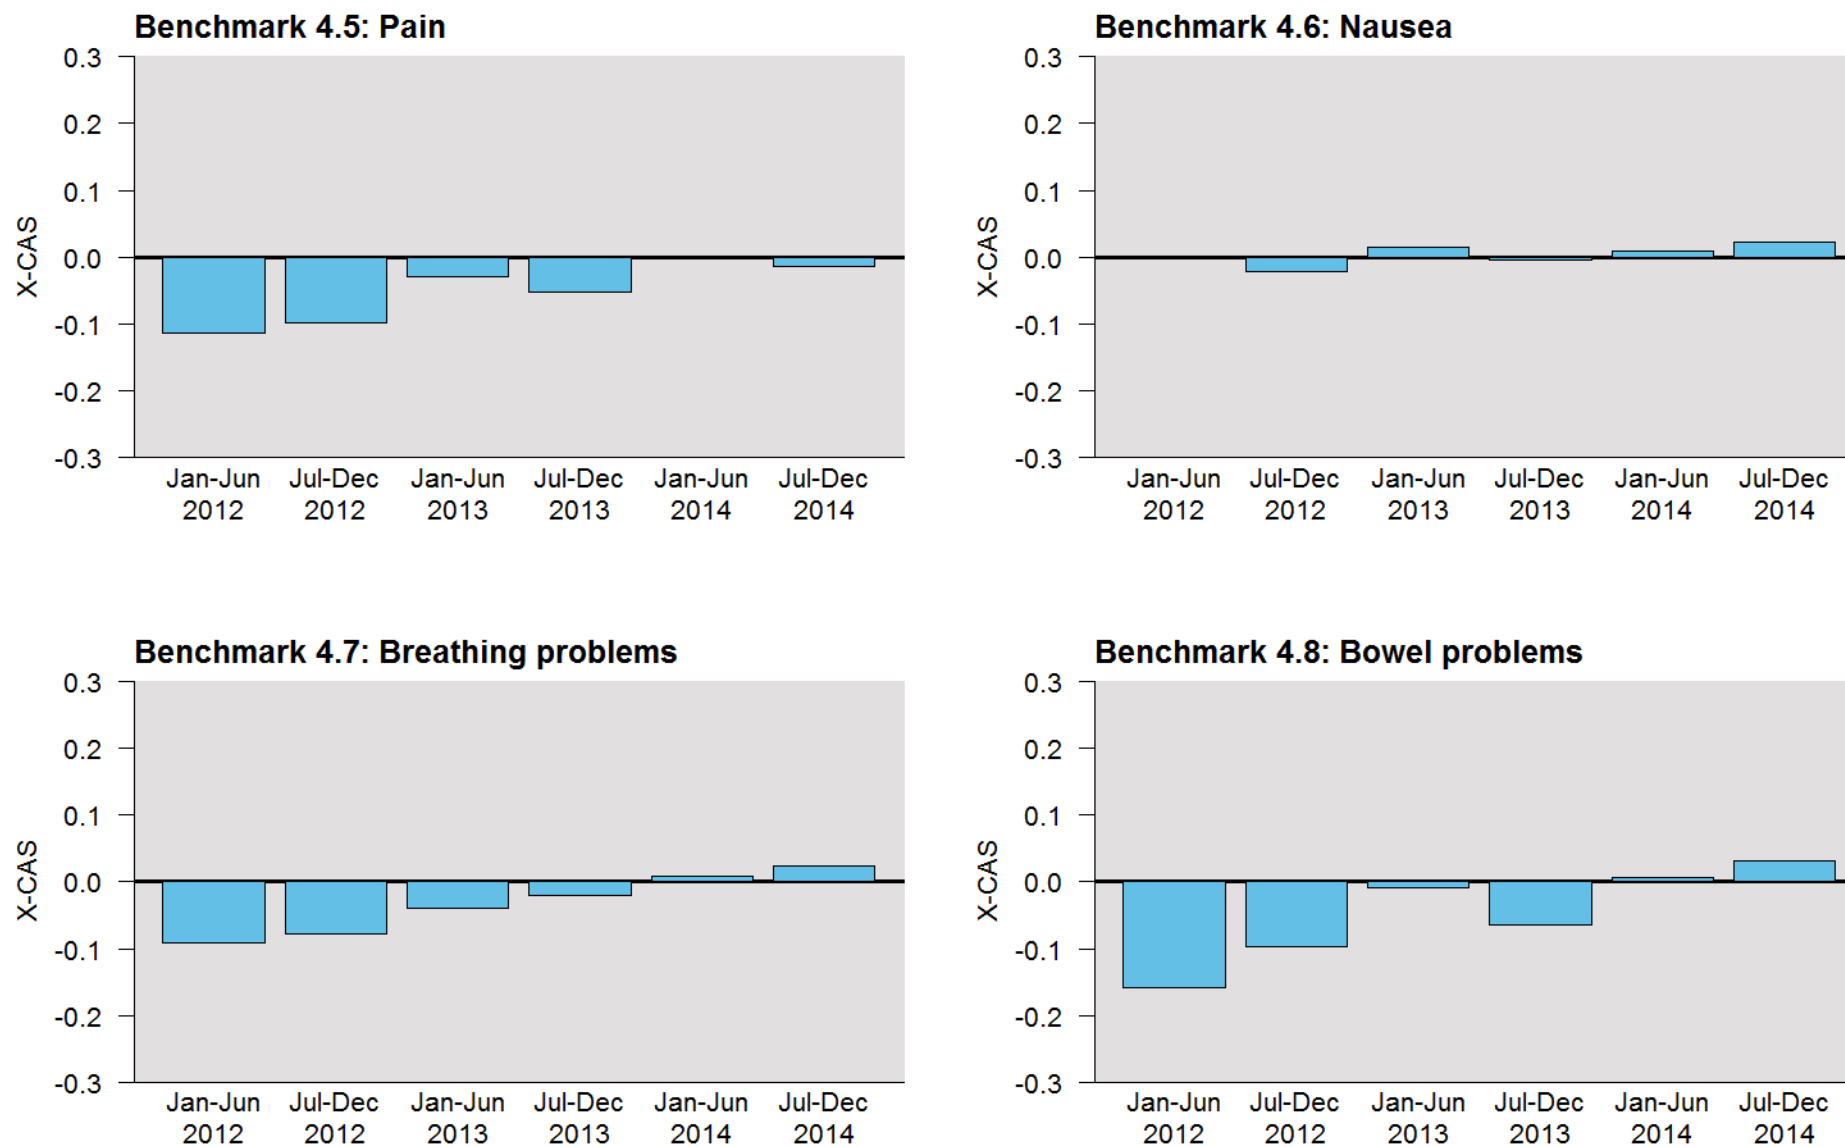 Benchmark 4.5: Pain
X-CAS
0.3
0.2
0.1
0.0
-0.1
-0.2
-0.3
Jan-Jun Jul-Dec Jan-Jun Jul-Dec Jan-Jun Jul-Dec
2012 2012 2013 2013 2014 2014
Benchmark 4.6: Nausea
X-CAS
0.3
0.2
0.1
0.0
-0.1
-0.2
-0.3
Jan-Jun Jul-Dec Jan-Jun Jul-Dec Jan-Jun Jul-Dec
2012 2012 2013 2013 2014 2014
Benchmark 4.7: Breathing problems
X-CAS
0.3
0.2
0.1
0.0
-0.1
-0.2
-0.3
Jan-Jun Jul-Dec Jan-Jun Jul-Dec Jan-Jun Jul-Dec
2012 2012 2013 2013 2014 2014
Benchmark 4.8: Bowel problems
X-CAS
0.3
0.2
0.1
0.0
-0.1
-0.2
-0.3
Jan-Jun Jul-Dec Jan-Jun Jul-Dec Jan-Jun Jul-Dec
2012 2012 2013 2013 2014 2014